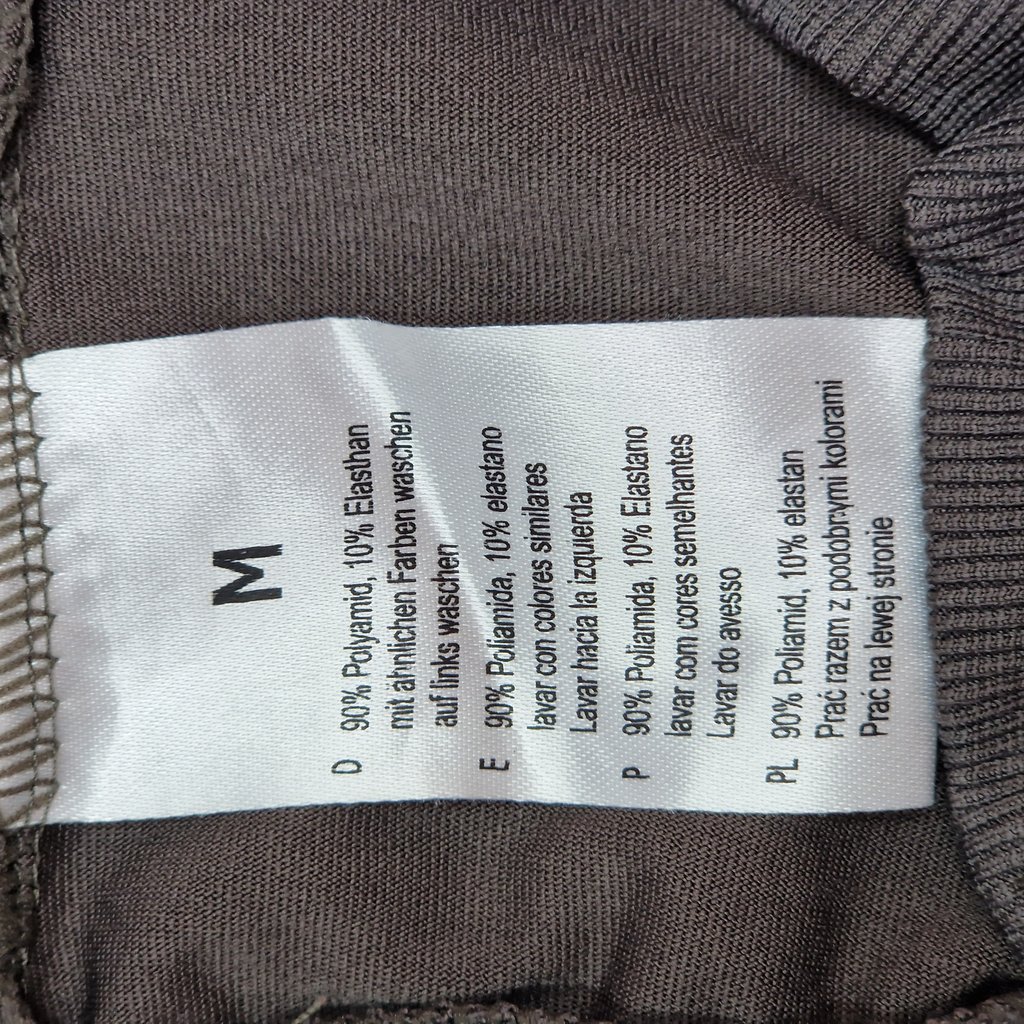 M
D 90% Polyamid, 10% Elasthan
mit ähnlichen Farben waschen
auf links waschen
E 90% Poliamida, 10% elastano
lavar con colores similares
Lavar hacia la izquierda
P 90% Poliamida, 10% Elastano
lavar com cores semelhantes
Lavar do avesso
PL 90% Poliamid, 10% elastan
Prać razem z podobnymi kolorami
Prać na lewej stronie